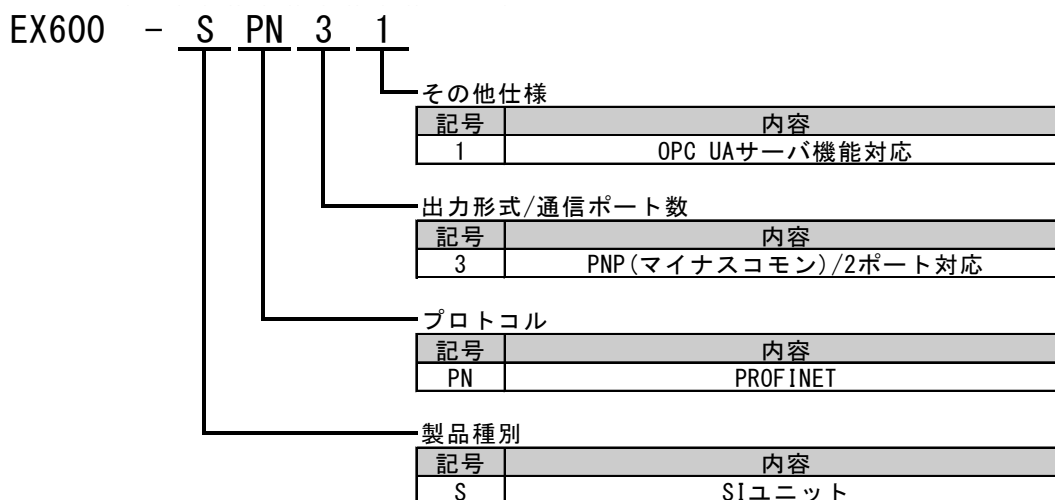 EX600 - S PN 3 1
その他仕様
記号 内容
1 OPC UAサーバ機能対応
出力形式/通信ポート数
記号 内容
3 PNP(マイナスコモン)/2ポート対応
プロトコル
記号 内容
PN PROFINET
製品種別
記号 内容
S SIユニット